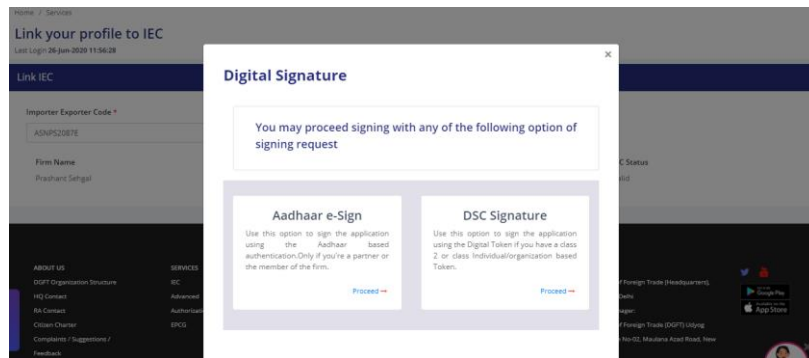 Home / Services
Link your profile to IEC
Last Login 26-Jun-2020 11:56:28
Link IEC
Importer Exporter Code *
ASNPS2087E
Firm Name
Prashant Sehgal
C Status
alid
×
Digital Signature
You may proceed signing with any of the following option of
signing request
Aadhaar e-Sign
Use this option to sign the application
using the Aadhaar based
authentication.Only if you're a partner or
the member of the firm.
Proceed →
DSC Signature
Use this option to sign the application
using the Digital Token if you have a class
2 or class Individual/organization based
Token.
Proceed →
ABOUT US
DGFT Organization Structure
HQ Contact
RA Contact
Citizen Charter
Complaints / Suggestions /
Feedback
SERVICES
IEC
Advanced
Authorizati
EPCG
f Foreign Trade (Headquarters),
Delhi
nager:
f Foreign Trade (DGFT) Udyog
No-02, Maulana Azad Road, New
Google Play
App Store